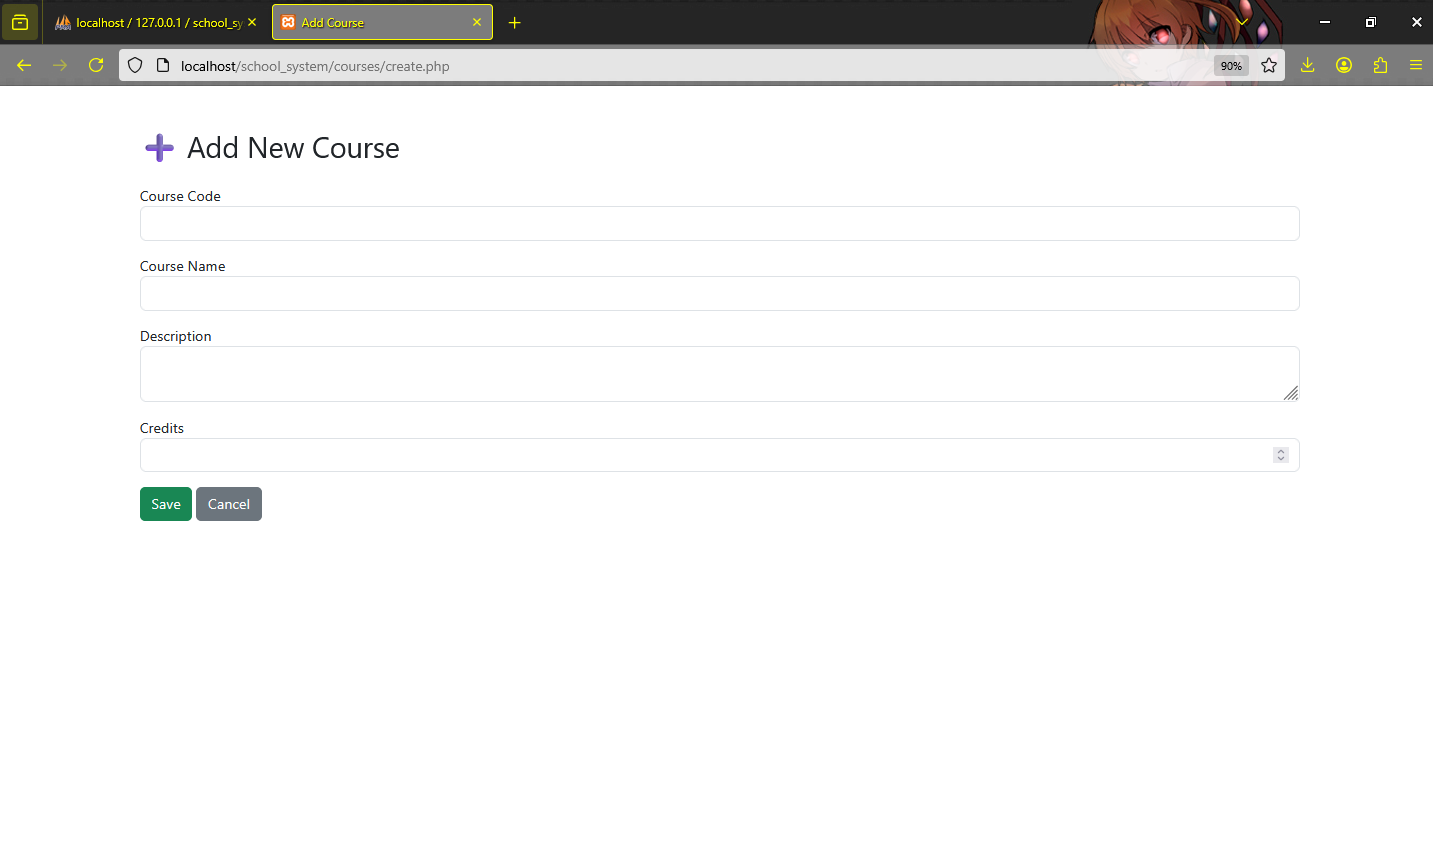 localhost / 127.0.0.1 / school_sy
Add Course
localhost/school_system/courses/create.php
90%
Add New Course
Course Code
Course Name
Description
Credits
Save
Cancel